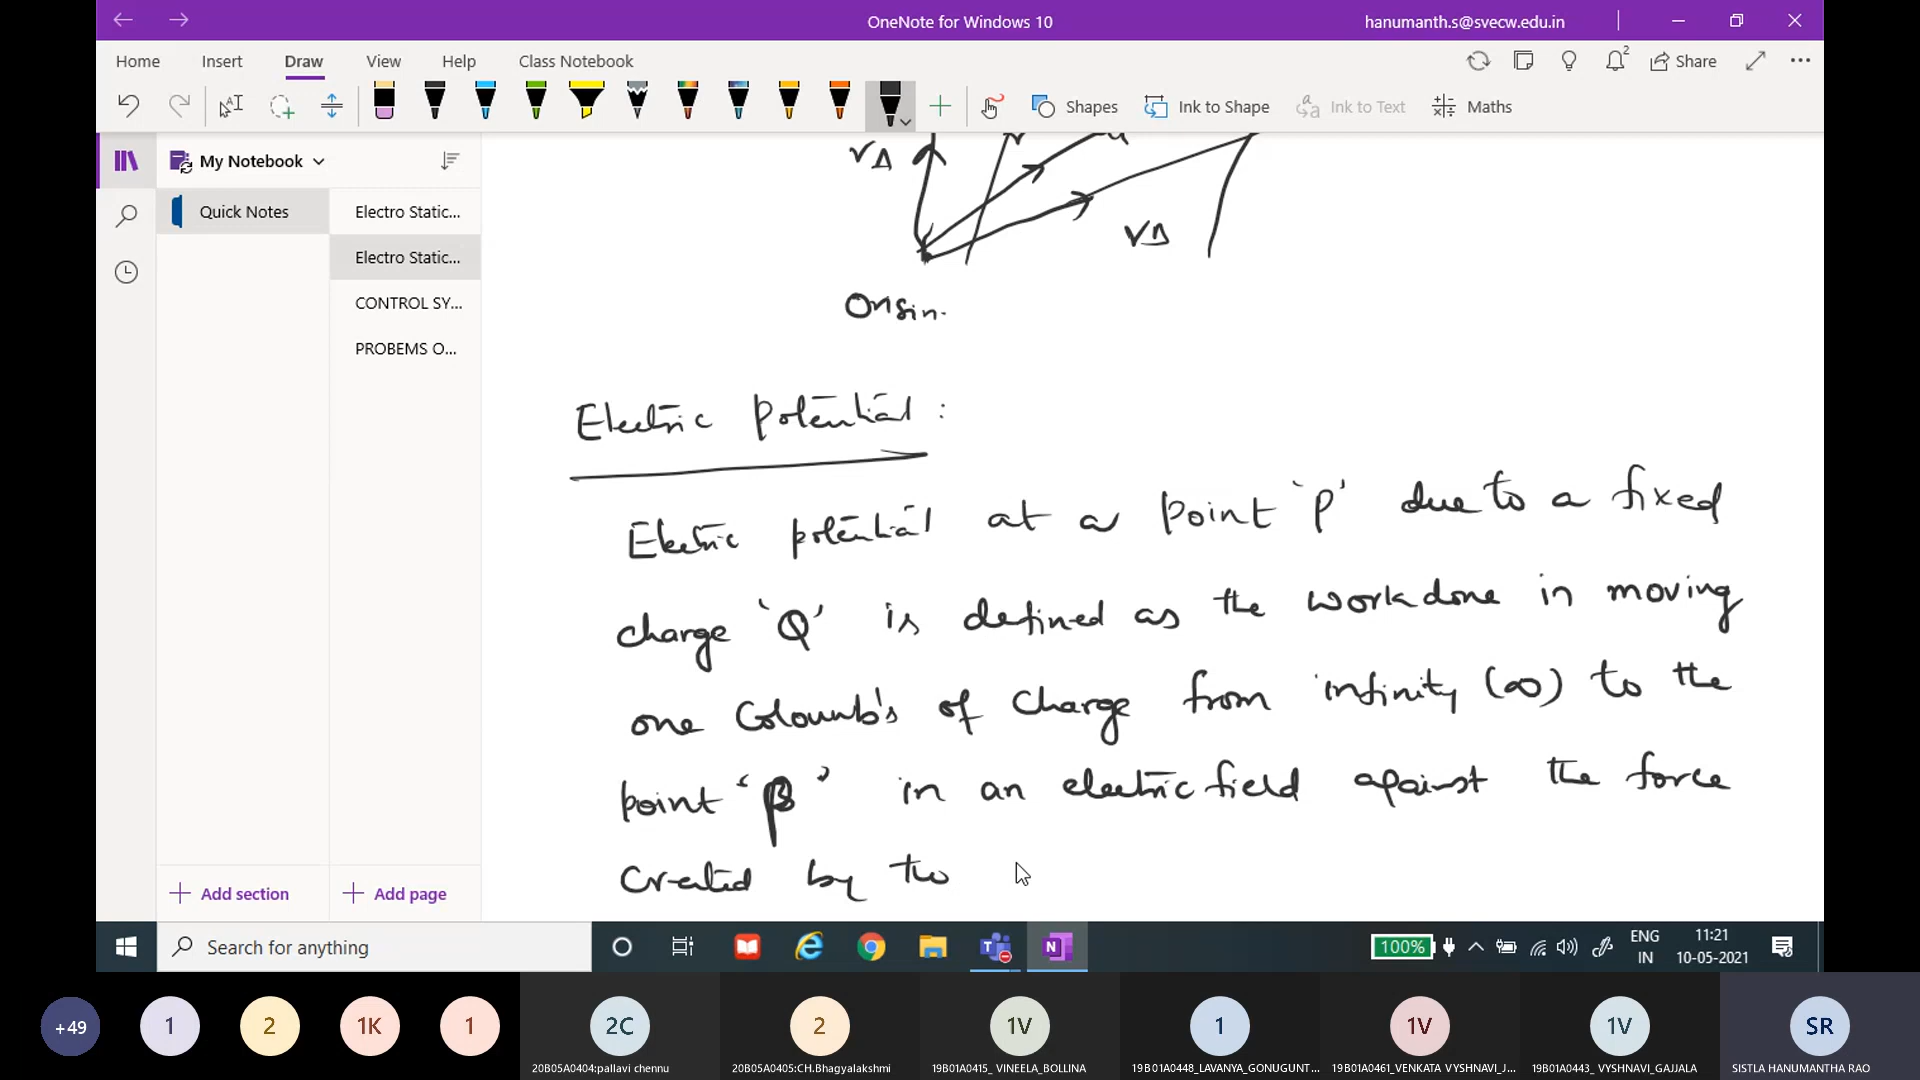 OneNote for Windows 10
hanumanth.s@svecw.edu.in
Home Insert Draw View Help Class Notebook
2
Share
Shapes Ink to Shape Ink to Text Maths
My Notebook
Quick Notes
Electro Static...
Electro Static...
CONTROL SY...
PROBEMS O...
Add section
Add page
Electric potential :
Electric potential at a point 'P' due to a fixed
charge 'Q' is defined as the workdone in moving
one Coloumb's of charge from infinity (∞) to the
point ' ' in an electric field against the force
Created by the
Search for anything
100%
ENG
IN
11:21
10-05-2021
+49 1 2 1K 1 2C 2 1V 1 1V 1V SR
20B05A0404:pallavi chennu
20B05A0405:CH.Bhagyalakshmi
19B01A0415_ VINEELA_BOLLINA
19B01A0448_LAVANYA_GONUGUNT...
19B01A0461_VENKATA VYSHNAVI_J...
19B01A0443_ VYSHNAVI_GAJJALA
SISTLA HANUMANTHA RAO